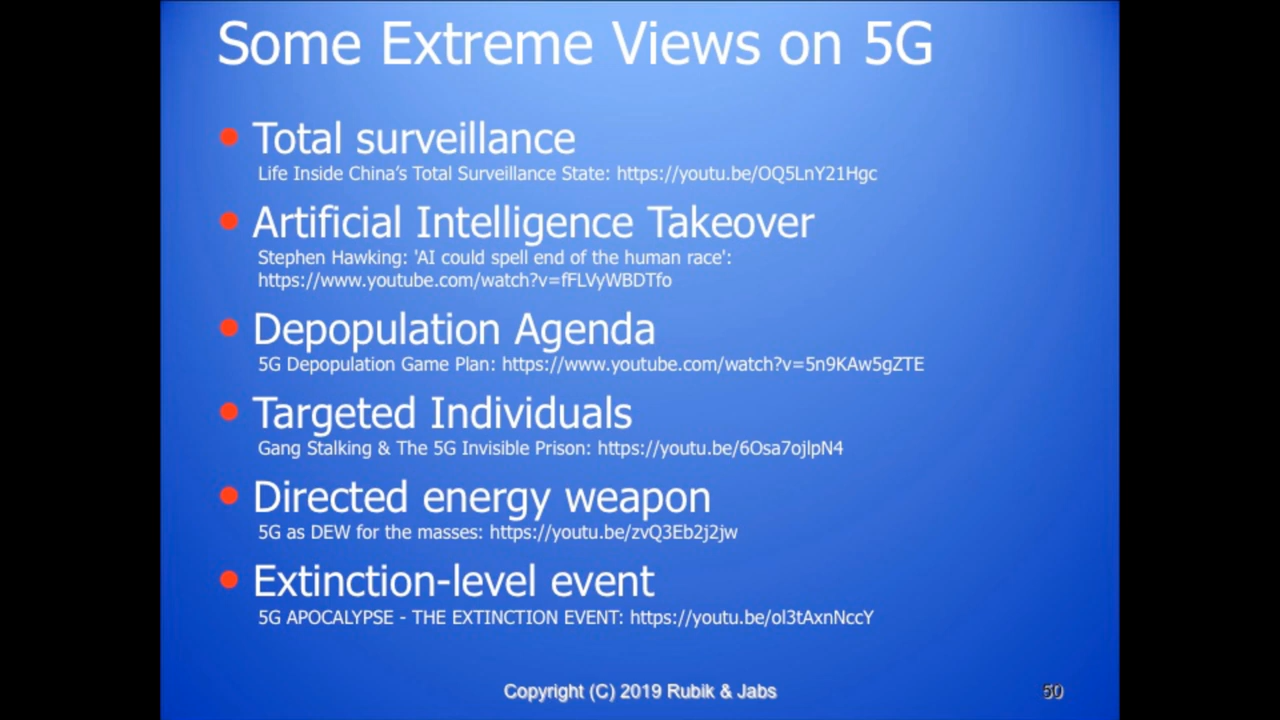 Some Extreme Views on 5G
Total surveillance
Life Inside China's Total Surveillance State: https://youtu.be/OQ5LnY21Hgc
Artificial Intelligence Takeover
Stephen Hawking: 'AI could spell end of the human race':
https://www.youtube.com/watch?v=fFLVyWBDTfo
Depopulation Agenda
5G Depopulation Game Plan: https://www.youtube.com/watch?v=5n9KAw5gZTE
Targeted Individuals
Gang Stalking & The 5G Invisible Prison: https://youtu.be/6Osa7ojlpN4
Directed energy weapon
5G as DEW for the masses: https://youtu.be/zvQ3Eb2j2jw
Extinction-level event
5G APOCALYPSE - THE EXTINCTION EVENT: https://youtu.be/ol3tAxnNccY
Copyright (C) 2019 Rubik & Jabs
50